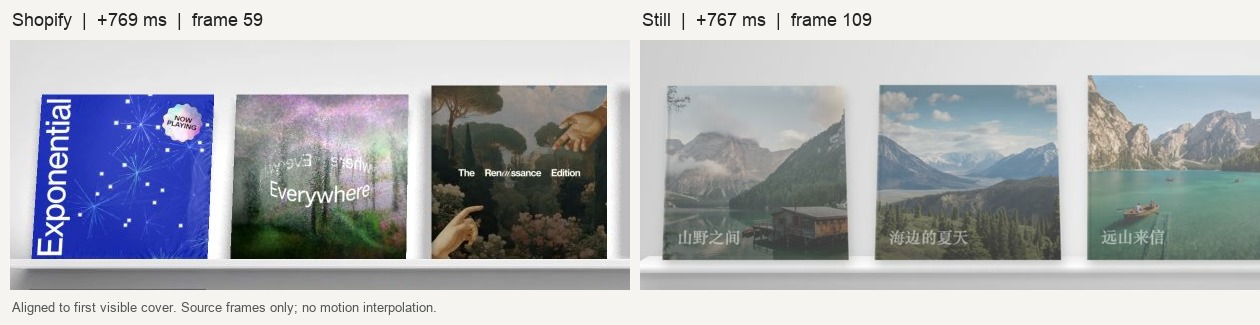 Shopify | +769 ms | frame 59
Still | +767 ms | frame 109
Exponential
NOW
PLAYING
Everywhere
Everywhere
The Renaissance Edition
山野之间
海边的夏天
远山来信
Aligned to first visible cover. Source frames only; no motion interpolation.